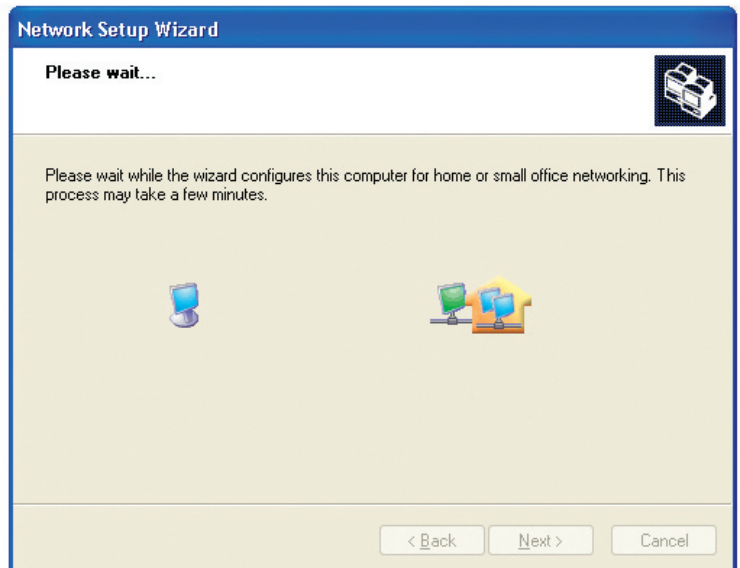 Network Setup Wizard
Please wait...
Please wait while the wizard configures this computer for home or small office networking. This
process may take a few minutes.
< Back Next > Cancel